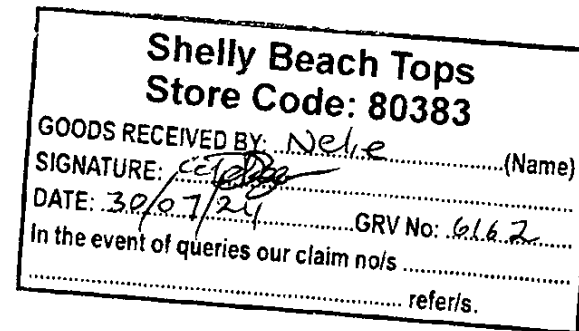 Shelly Beach Tops
Store Code: 80383
GOODS RECEIVED BY: Nelie (Name)
SIGNATURE:
DATE: 30/07/24 GRV No: 6162
In the event of queries our claim no/s
refer/s.